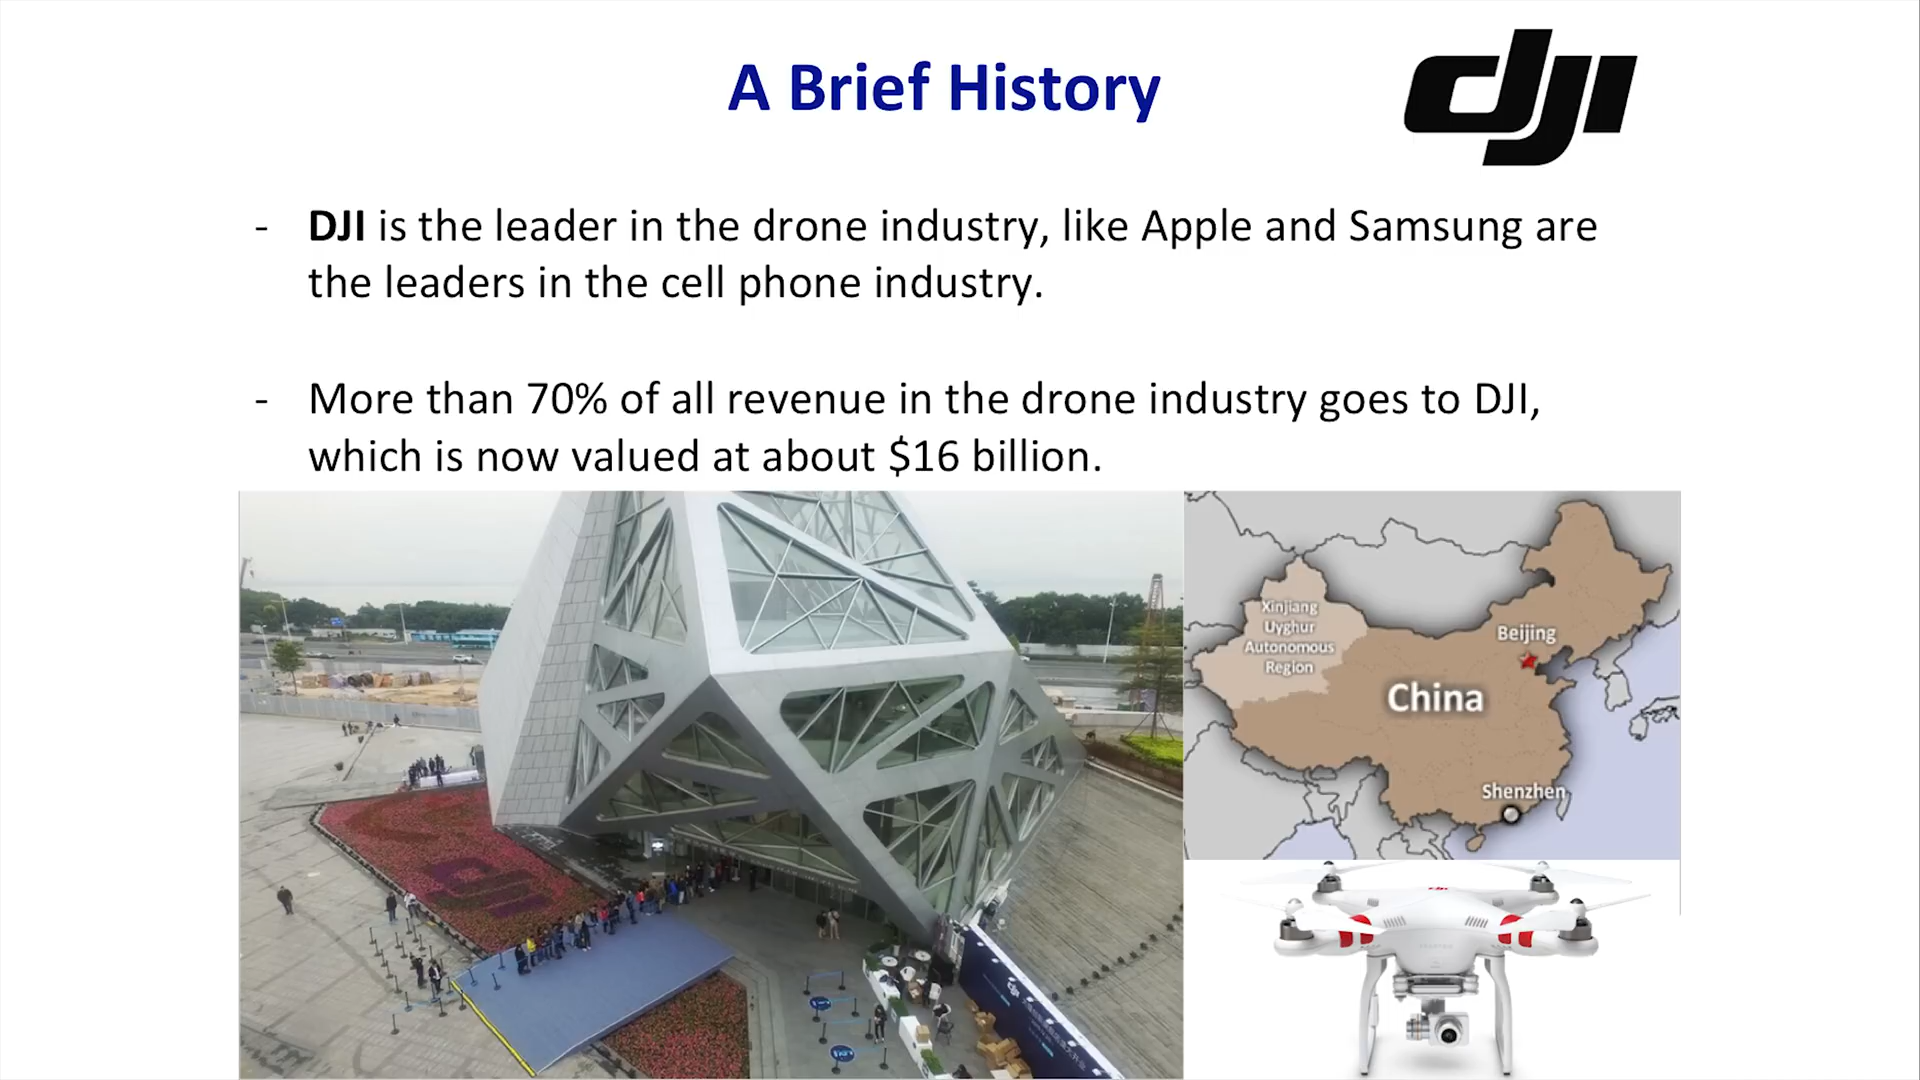 A Brief History
dji
- DJI is the leader in the drone industry, like Apple and Samsung are
the leaders in the cell phone industry.
- More than 70% of all revenue in the drone industry goes to DJI,
which is now valued at about $16 billion.
Xinjiang
Uyghur
Autonomous
Region
Beijing
China
Shenzhen
dji
dji